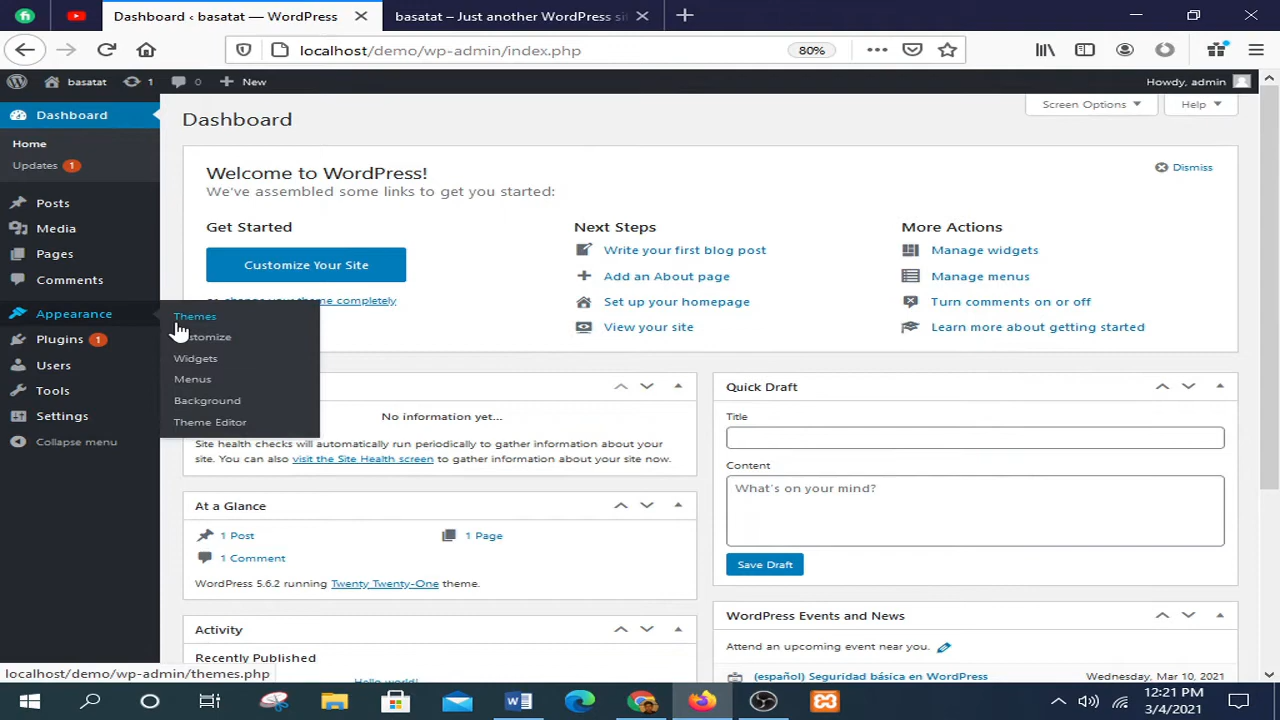 Dashboard ‹ basatat — WordPress
basatat – Just another WordPress si
localhost/demo/wp-admin/index.php
80%
basatat
1
0
New
Howdy, admin
Dashboard
Home
Updates 1
Posts
Media
Pages
Comments
Appearance
Plugins 1
Users
Tools
Settings
Collapse menu
Themes
Widgets
Menus
Background
Theme Editor
Dashboard
Screen Options
Help
Welcome to WordPress!
We've assembled some links to get you started:
Dismiss
Get Started
Customize Your Site
or, change your theme completely
Next Steps
Write your first blog post
Add an About page
Set up your homepage
View your site
More Actions
Manage widgets
Manage menus
Turn comments on or off
Learn more about getting started
No information yet...
Site health checks will automatically run periodically to gather information about your
site. You can also visit the Site Health screen to gather information about your site now.
At a Glance
1 Post
1 Page
1 Comment
WordPress 5.6.2 running Twenty Twenty-One theme.
Activity
Recently Published
Hello world!
Quick Draft
Title
Content
What's on your mind?
Save Draft
WordPress Events and News
Attend an upcoming event near you.
(español) Seguridad básica en WordPress
Wednesday, Mar 10, 2021
localhost/demo/wp-admin/themes.php
12:21 PM
3/4/2021